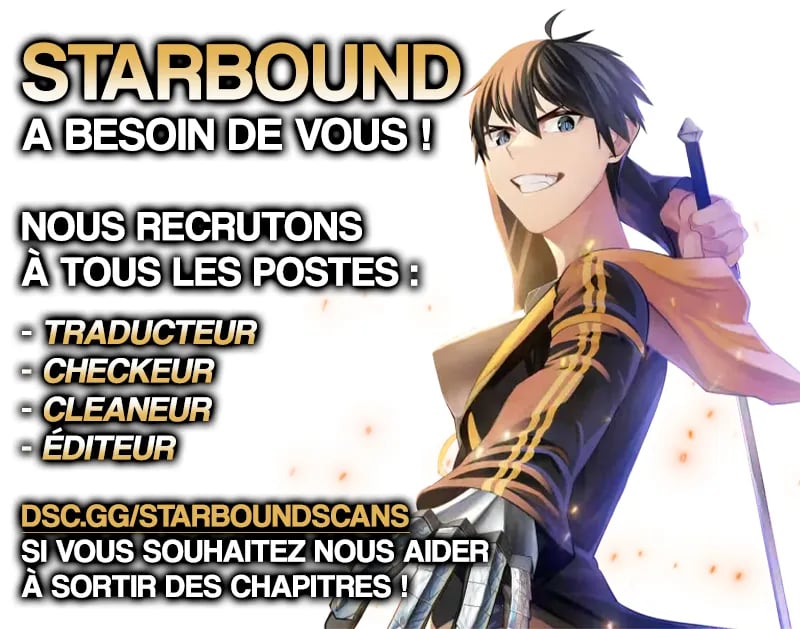 STARBOUND
A BESOIN DE VOUS !
NOUS RECRUTONS
À TOUS LES POSTES :
- TRADUCTEUR
- CHECKEUR
- CLEANEUR
- ÉDITEUR
DSC.GG/STARBOUNDSCANS
SI VOUS SOUHAITEZ NOUS AIDER
À SORTIR DES CHAPITRES !